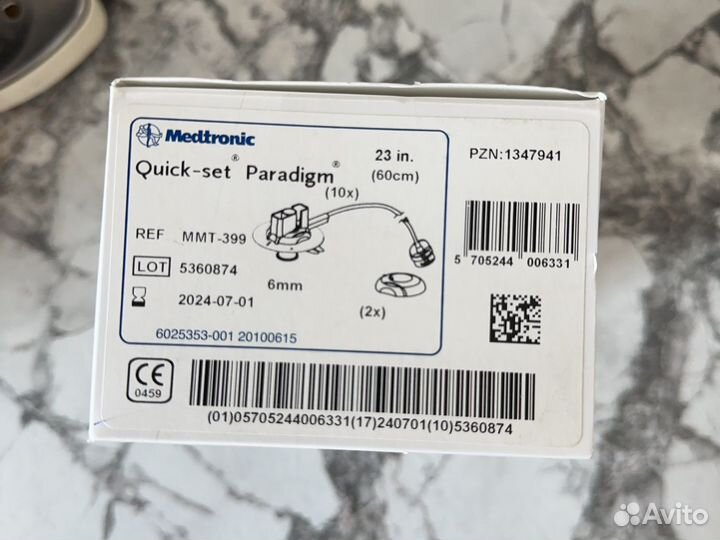 Medtronic
Quick-set® Paradigm®
23 in.
(60cm)
(10x)
REF MMT-399
LOT 5360874
2024-07-01
6mm
(2x)
6025353-001 20100615
PZN:1347941
5 705244 006331
CE
0459
(01)05705244006331(17)240701(10)5360874
Avito